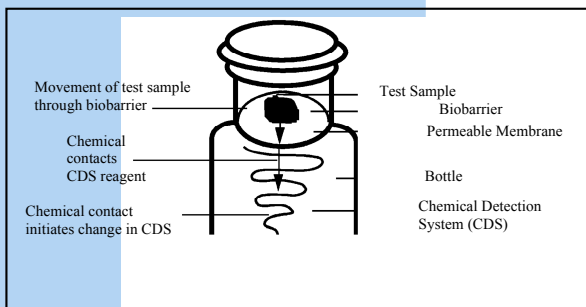 Movement of test sample
through biobarrier
Chemical
contacts
CDS reagent
Chemical contact
initiates change in CDS
Test Sample
Biobarrier
Permeable Membrane
Bottle
Chemical Detection
System (CDS)